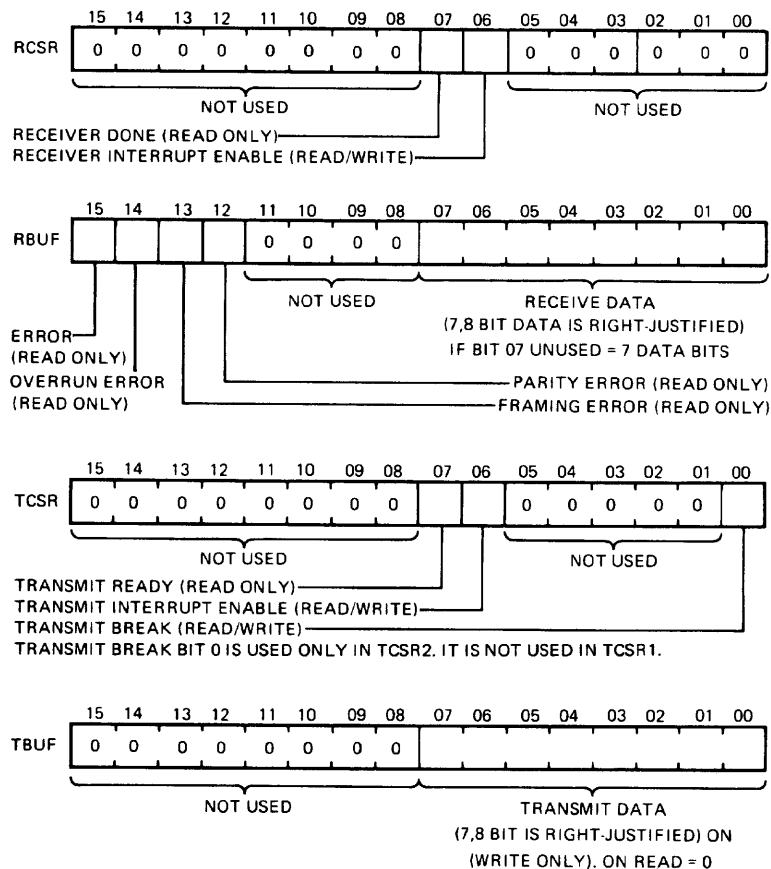 15 14 13 12 11 10 09 08 07 06 05 04 03 02 01 00
RCSR 0 0 0 0 0 0 0 0 0 0 0 0 0 0
NOT USED NOT USED
RECEIVER DONE (READ ONLY)
RECEIVER INTERRUPT ENABLE (READ/WRITE)
15 14 13 12 11 10 09 08 07 06 05 04 03 02 01 00
RBUF 0 0 0 0
NOT USED RECEIVE DATA
(7,8 BIT DATA IS RIGHT-JUSTIFIED)
IF BIT 07 UNUSED = 7 DATA BITS
ERROR
(READ ONLY)
OVERRUN ERROR PARITY ERROR (READ ONLY)
(READ ONLY) FRAMING ERROR (READ ONLY)
15 14 13 12 11 10 09 08 07 06 05 04 03 02 01 00
TCSR 0 0 0 0 0 0 0 0 0 0 0 0 0
NOT USED NOT USED
TRANSMIT READY (READ ONLY)
TRANSMIT INTERRUPT ENABLE (READ/WRITE)
TRANSMIT BREAK (READ/WRITE)
TRANSMIT BREAK BIT 0 IS USED ONLY IN TCSR2. IT IS NOT USED IN TCSR1.
15 14 13 12 11 10 09 08 07 06 05 04 03 02 01 00
TBUF 0 0 0 0 0 0 0 0
NOT USED TRANSMIT DATA
(7,8 BIT IS RIGHT-JUSTIFIED) ON
(WRITE ONLY). ON READ = 0